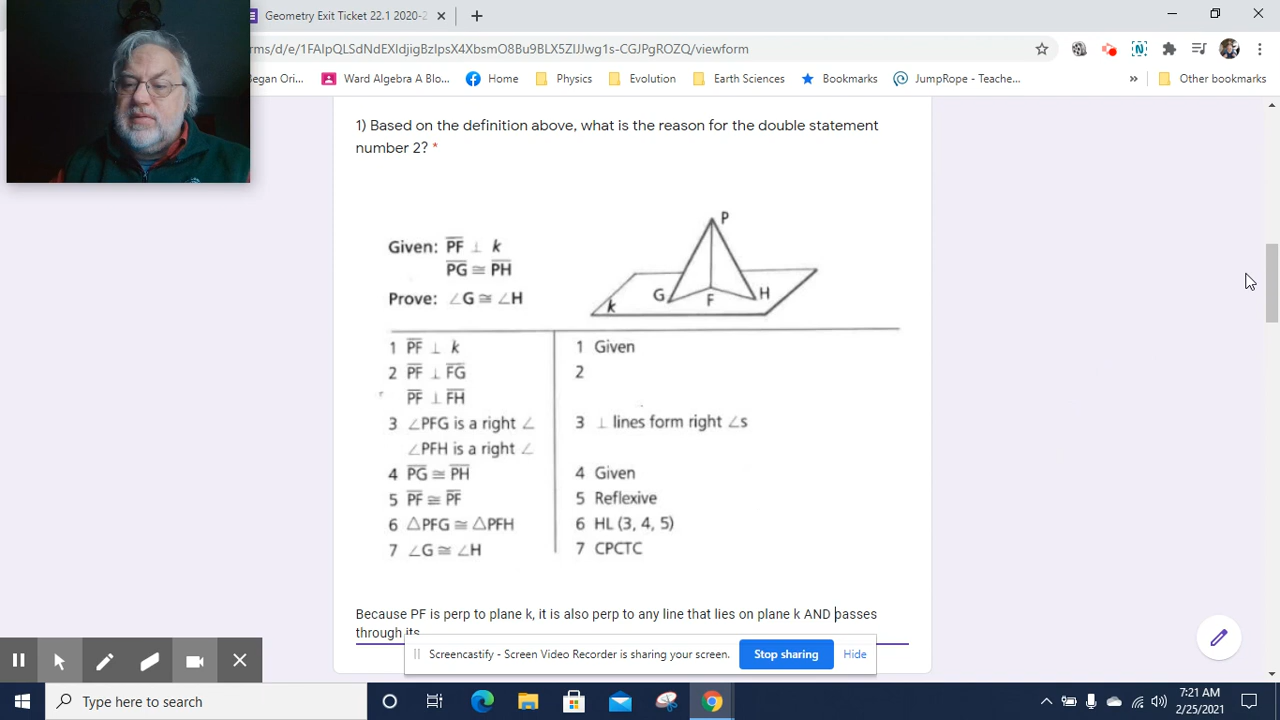 Geometry Exit Ticket 22.1 2020-2
rms/d/e/1FAIpQLSdNdEXIdjigBzIpsX4XbsmO8Bu9BLX5ZIJJwg1s-CGJPgROZQ/viewform
egan Ori...
Ward Algebra A Blo...
Home
Physics
Evolution
Earth Sciences
Bookmarks
JumpRope - Teache...
»
Other bookmarks
1) Based on the definition above, what is the reason for the double statement
number 2? *
Given: PF ⊥ k
PG ≅ PH
Prove: ∠G ≅ ∠H
P
G
F
H
k
1 PF ⊥ k
1 Given
2 PF ⊥ FG
2
PF ⊥ FH
3 ∠PFG is a right ∠
3 ⊥ lines form right ∠s
∠PFH is a right ∠
4 PG ≅ PH
4 Given
5 PF ≅ PF
5 Reflexive
6 △PFG ≅ △PFH
6 HL (3, 4, 5)
7 ∠G ≅ ∠H
7 CPCTC
Because PF is perp to plane k, it is also perp to any line that lies on plane k AND passes
through its
Screencastify - Screen Video Recorder is sharing your screen.
Stop sharing
Hide
Type here to search
7:21 AM
2/25/2021